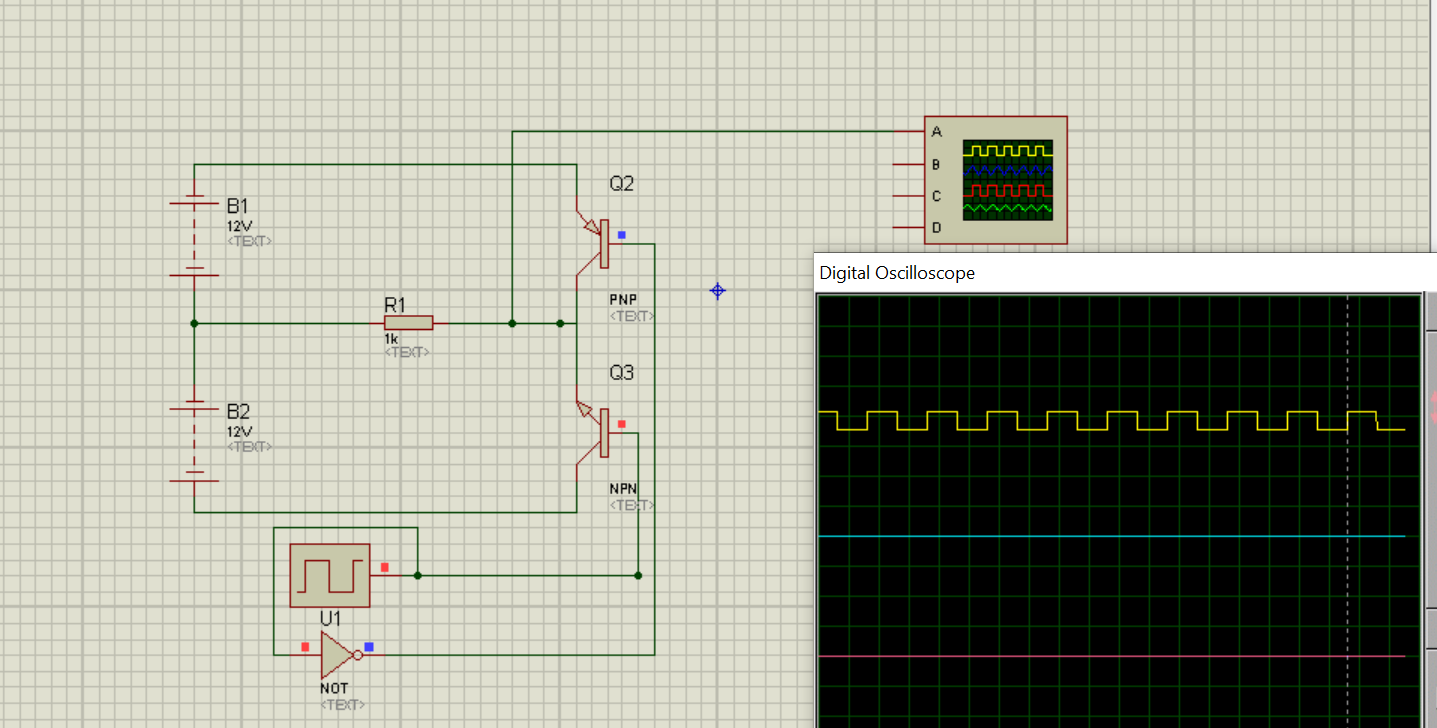 A
B
C
D
Q2
B1
12V
<TEXT>
Digital Oscilloscope
PNP
<TEXT>
R1
1k
<TEXT>
Q3
B2
12V
<TEXT>
NPN
<TEXT>
U1
NOT
<TEXT>